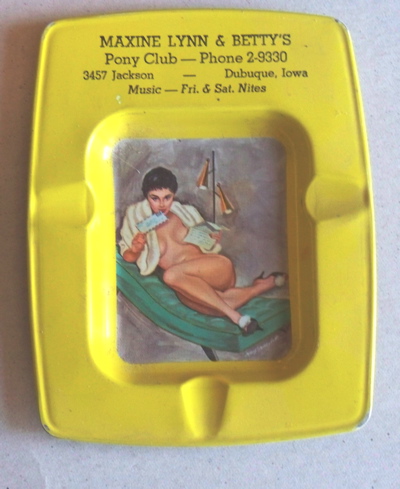 MAXINE LYNN & BETTY'S
Pony Club — Phone 2-9330
3457 Jackson — Dubuque, Iowa
Music — Fri. & Sat. Nites